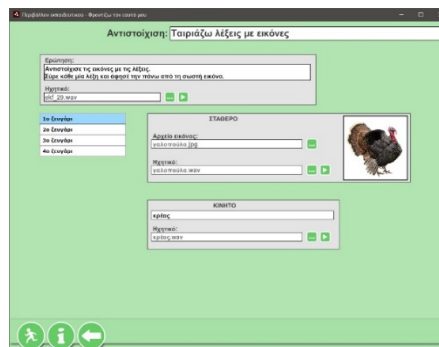 Περιβάλλον εκπαιδευτικού - Φροντίζω τον εαυτό μου
Αντιστοίχιση: Ταιριάζω λέξεις με εικόνες
Ερώτηση:
Αντιστοίχισε τις εικόνες με τις λέξεις.
Σύρε κάθε μία λέξη και άφησέ την πάνω από τη σωστή εικόνα.
Ηχητικό:
ekf_20.wav
1ο ζευγάρι
2ο ζευγάρι
3ο ζευγάρι
4ο ζευγάρι
ΣΤΑΘΕΡΟ
Αρχείο εικόνας:
γαλοπούλα.jpg
Ηχητικό:
γαλοπούλα.wav
ΚΙΝΗΤΟ
κρέας
Ηχητικό:
κρέας.wav